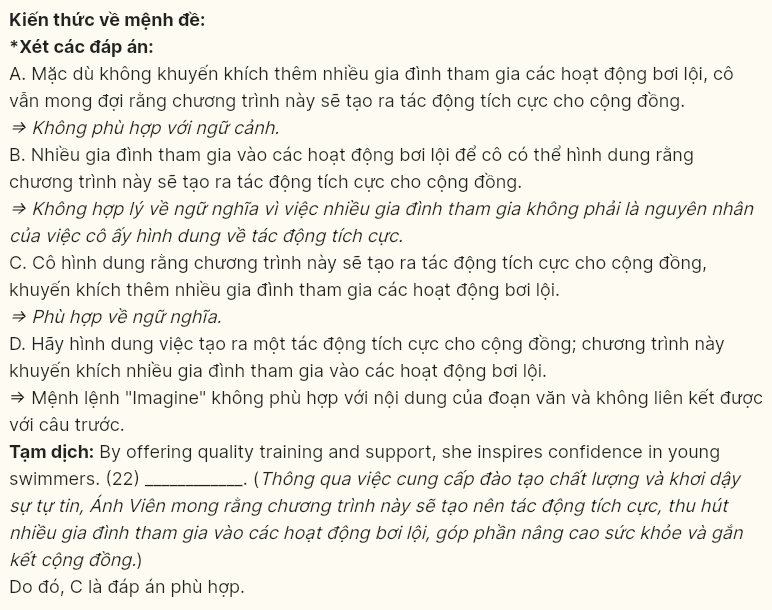 Kiến thức về mệnh đề:
*Xét các đáp án:
A. Mặc dù không khuyến khích thêm nhiều gia đình tham gia các hoạt động bơi lội, cô
vẫn mong đợi rằng chương trình này sẽ tạo ra tác động tích cực cho cộng đồng.
⇒ Không phù hợp với ngữ cảnh.
B. Nhiều gia đình tham gia vào các hoạt động bơi lội để cô có thể hình dung rằng
chương trình này sẽ tạo ra tác động tích cực cho cộng đồng.
⇒ Không hợp lý về ngữ nghĩa vì việc nhiều gia đình tham gia không phải là nguyên nhân
của việc cô ấy hình dung về tác động tích cực.
C. Cô hình dung rằng chương trình này sẽ tạo ra tác động tích cực cho cộng đồng,
khuyến khích thêm nhiều gia đình tham gia các hoạt động bơi lội.
⇒ Phù hợp về ngữ nghĩa.
D. Hãy hình dung việc tạo ra một tác động tích cực cho cộng đồng; chương trình này
khuyến khích nhiều gia đình tham gia vào các hoạt động bơi lội.
⇒ Mệnh lệnh "Imagine" không phù hợp với nội dung của đoạn văn và không liên kết được
với câu trước.
Tạm dịch: By offering quality training and support, she inspires confidence in young
swimmers. (22) ____________. (Thông qua việc cung cấp đào tạo chất lượng và khơi dậy
sự tự tin, Ánh Viên mong rằng chương trình này sẽ tạo nên tác động tích cực, thu hút
nhiều gia đình tham gia vào các hoạt động bơi lội, góp phần nâng cao sức khỏe và gắn
kết cộng đồng.)
Do đó, C là đáp án phù hợp.